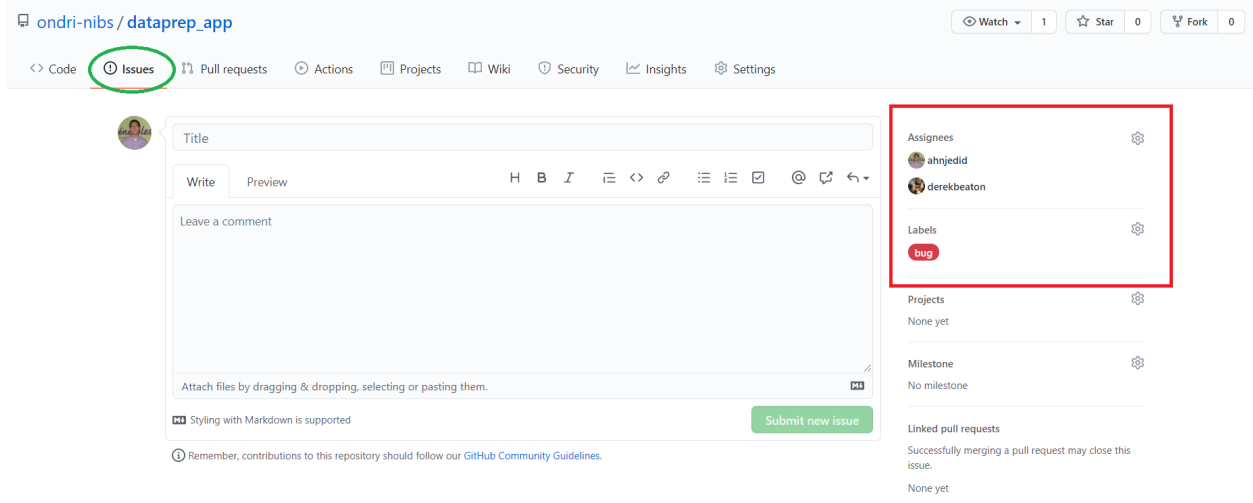 ondri-nibs / dataprep_app
Watch 1 Star 0 Fork 0
Code Issues Pull requests Actions Projects Wiki Security Insights Settings
Title
Write Preview
H B I
Leave a comment
Attach files by dragging & dropping, selecting or pasting them.
Styling with Markdown is supported
Submit new issue
Remember, contributions to this repository should follow our GitHub Community Guidelines.
Assignees
ahnjedid
derekbeaton
Labels
bug
Projects
None yet
Milestone
No milestone
Linked pull requests
Successfully merging a pull request may close this
issue.
None yet